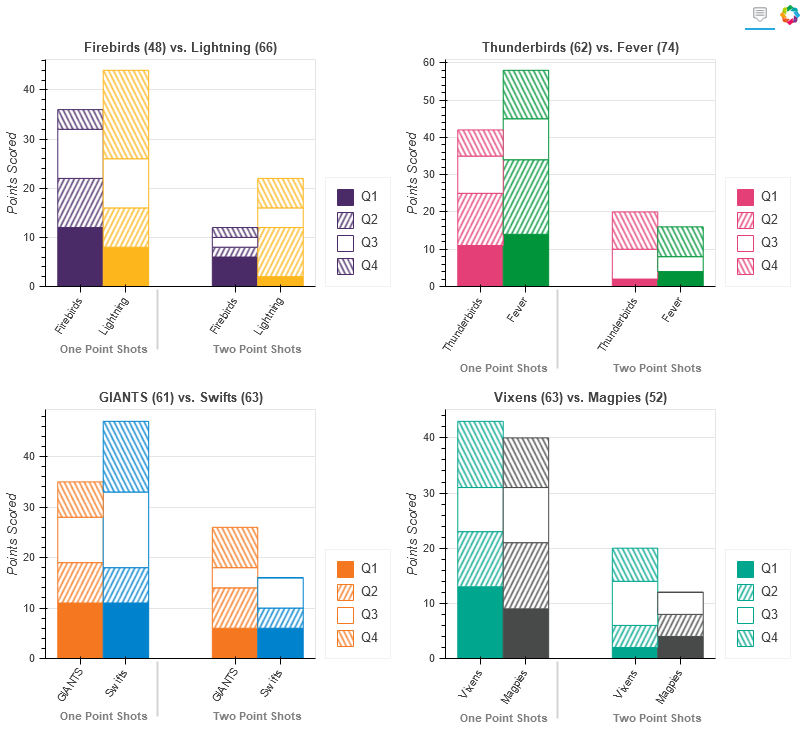 Firebirds (48) vs. Lightning (66)
Points Scored
40
30
20
10
0
Firebirds
Lightning
Firebirds
Lightning
One Point Shots
Two Point Shots
Q1
Q2
Q3
Q4
Thunderbirds (62) vs. Fever (74)
Points Scored
60
50
40
30
20
10
0
Thunderbirds
Fever
Thunderbirds
Fever
One Point Shots
Two Point Shots
Q1
Q2
Q3
Q4
GIANTS (61) vs. Swifts (63)
Points Scored
40
30
20
10
0
GIANTS
Swifts
GIANTS
Swifts
One Point Shots
Two Point Shots
Q1
Q2
Q3
Q4
Vixens (63) vs. Magpies (52)
Points Scored
40
30
20
10
0
Vixens
Magpies
Vixens
Magpies
One Point Shots
Two Point Shots
Q1
Q2
Q3
Q4